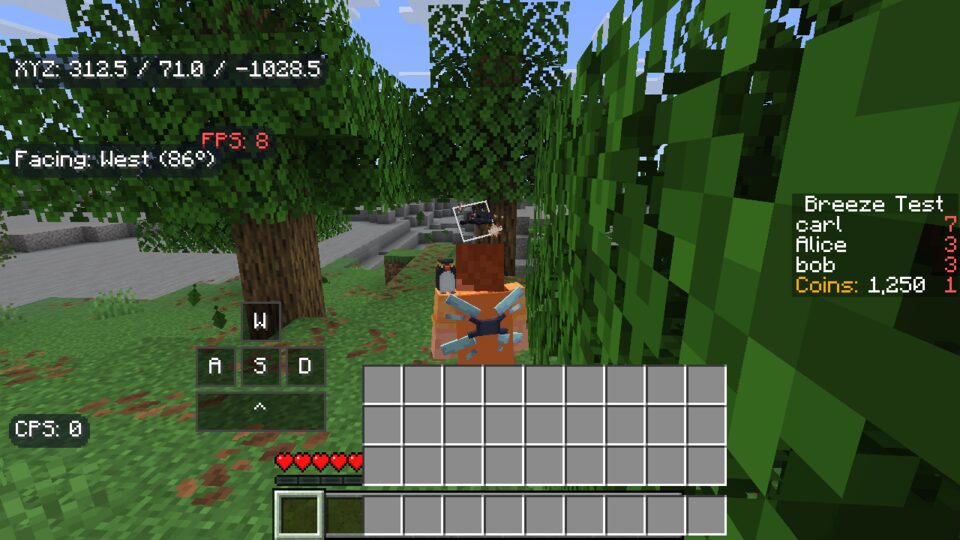 XYZ: 312.5 / 71.0 / -1028.5
FPS: 8
Facing: West (86°)
Breeze Test
carl 7
Alice 3
bob 3
Coins: 1,250 1
W
A S D
^
CPS: 0